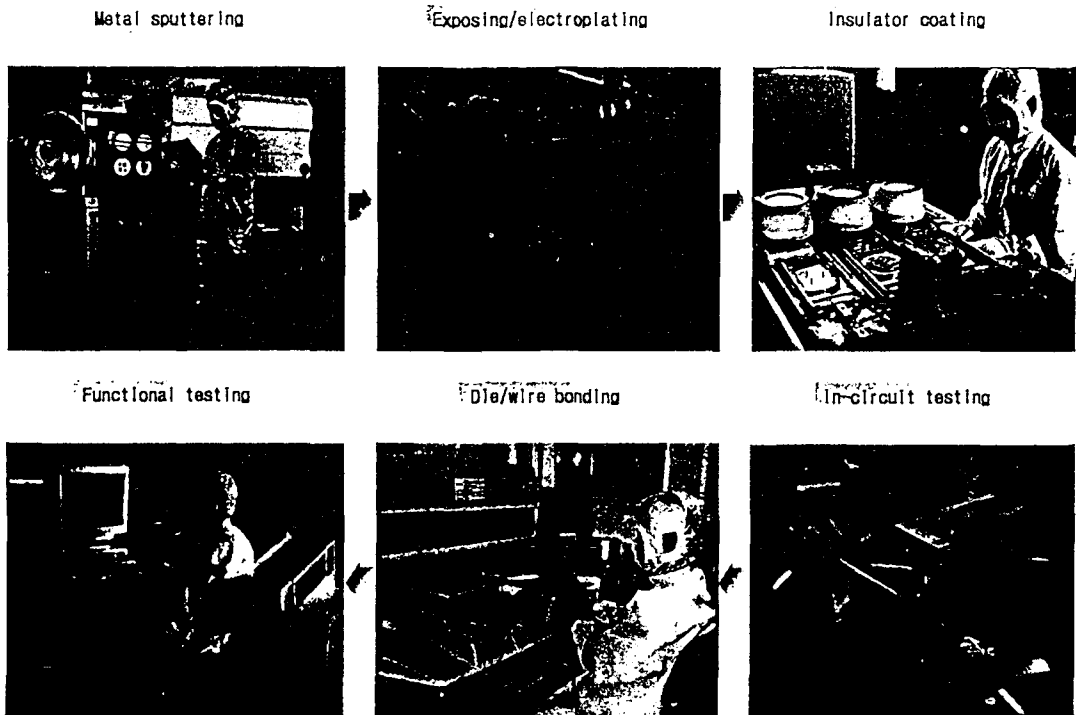 Metal sputtering
Exposing/electroplating
Insulator coating
Functional testing
Die/wire bonding
In-circuit testing